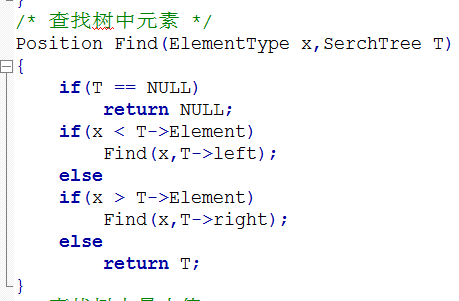 }
/* 查找树中元素 */
Position Find(ElementType x,SerchTree T)
{
if(T == NULL)
return NULL;
if(x < T->Element)
Find(x,T->left);
else
if(x > T->Element)
Find(x,T->right);
else
return T;
}